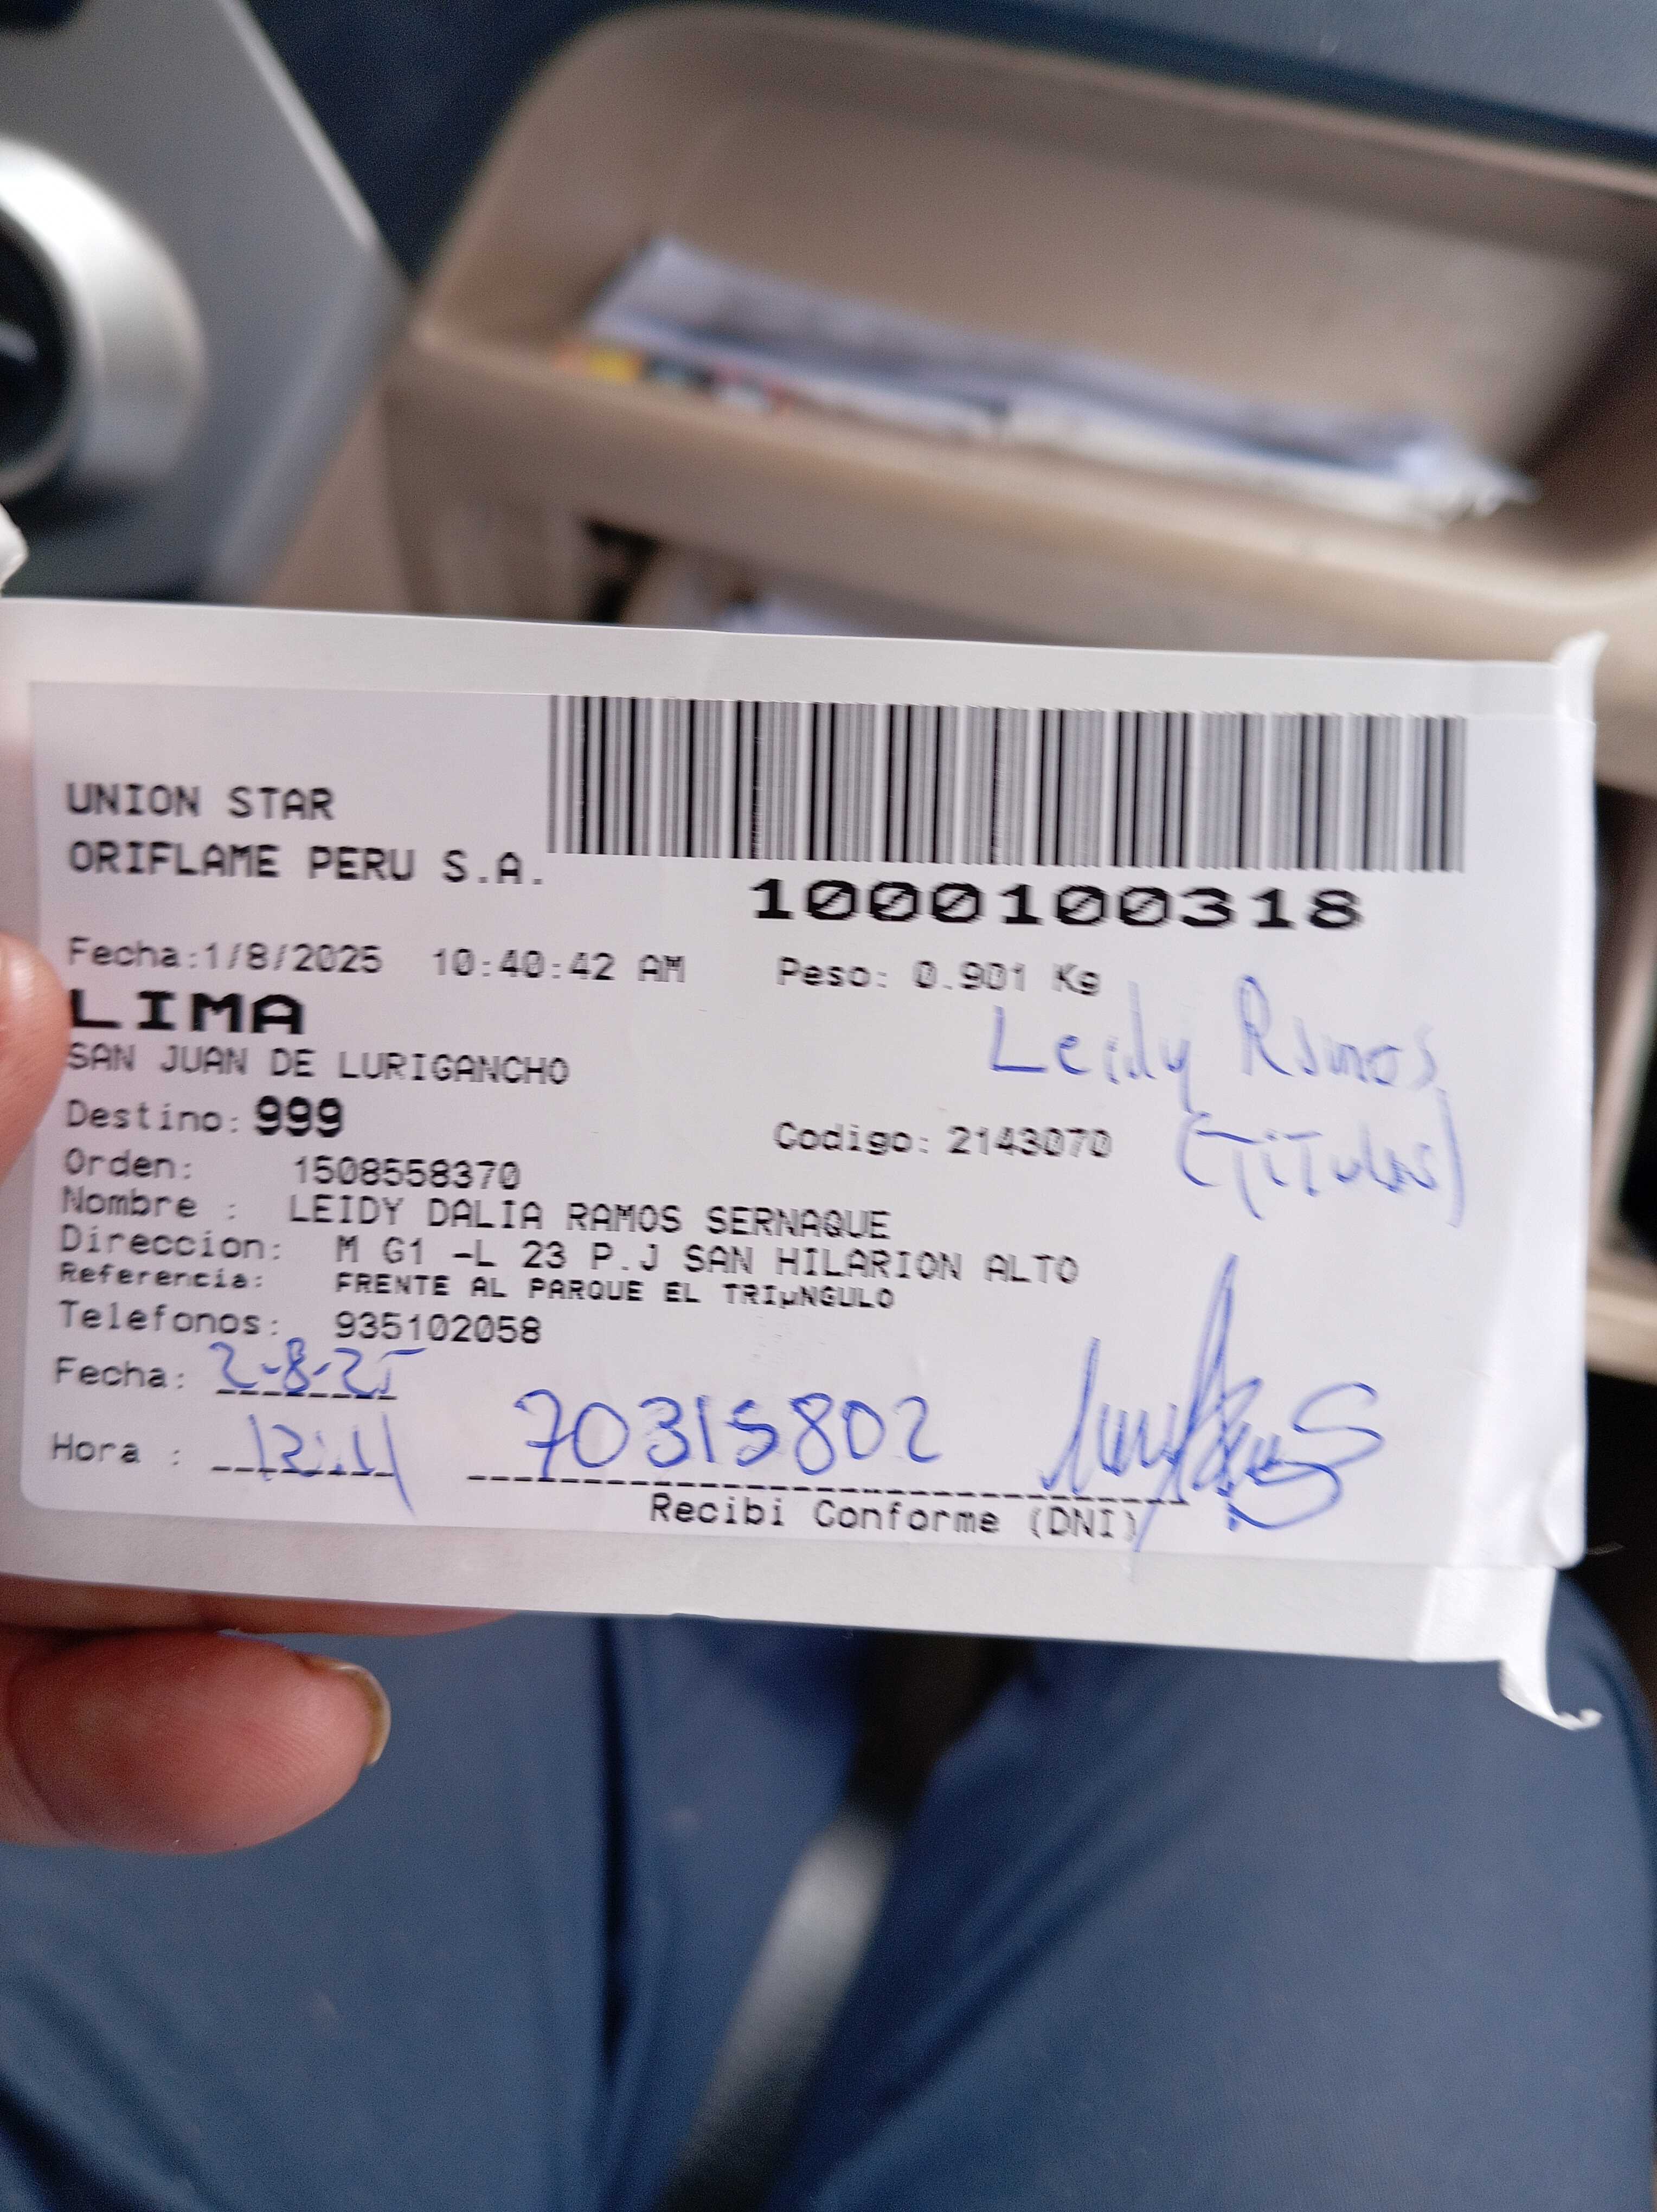 UNION STAR
ORIFLAME PERU S.A.
1000100318
Fecha:1/8/2025 10:40:42 AM Peso: 0.901 Kg
LIMA
Leidy Ramos
SAN JUAN DE LURIGANCHO
Destino: 999 Codigo: 2143070 (Titular)
Orden: 1508558370
Nombre : LEIDY DALIA RAMOS SERNAQUE
Direccion: M G1 -L 23 P.J SAN HILARION ALTO
Referencia: FRENTE AL PARQUE EL TRIµNGULO
Telefonos: 935102058
Fecha: 2-8-25
Hora : 12:11 70315802
Recibi Conforme (DNI)